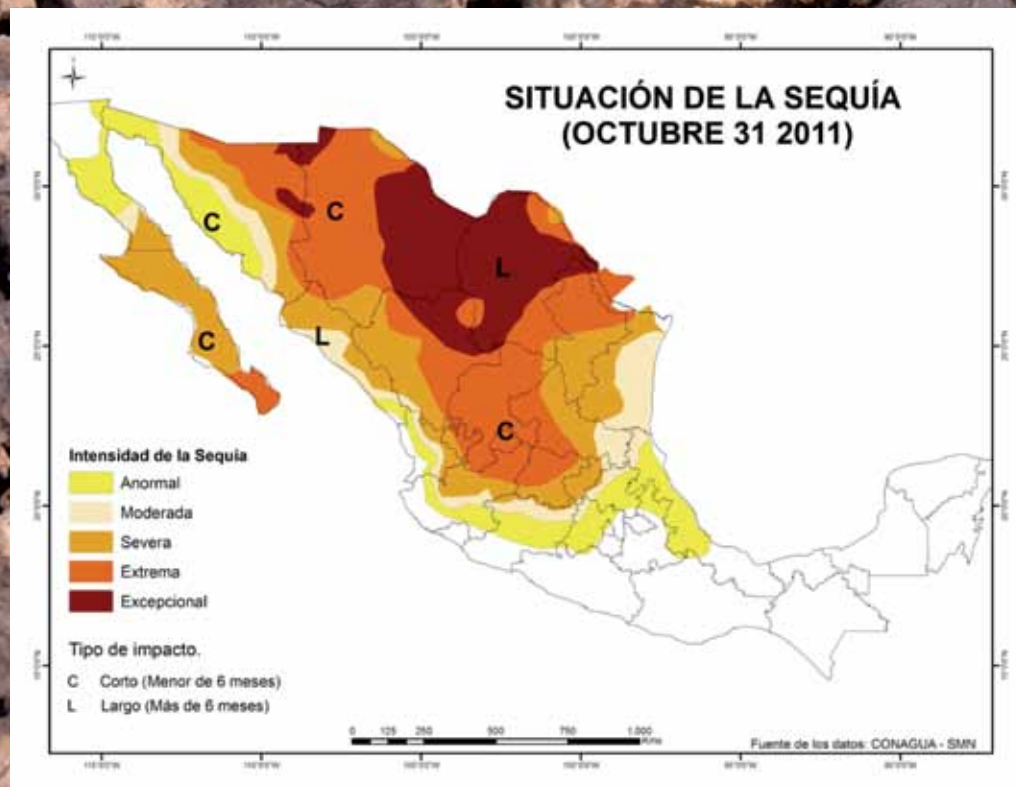 SITUACIÓN DE LA SEQUÍA
(OCTUBRE 31 2011)
C
C
L
L
C
C
Intensidad de la Sequía
Anormal
Moderada
Severa
Extrema
Excepcional
Tipo de impacto.
C Corto (Menor de 6 meses)
L Largo (Más de 6 meses)
0 125 250 500 750 1,000
Fuente de los datos: CONAGUA - SMN